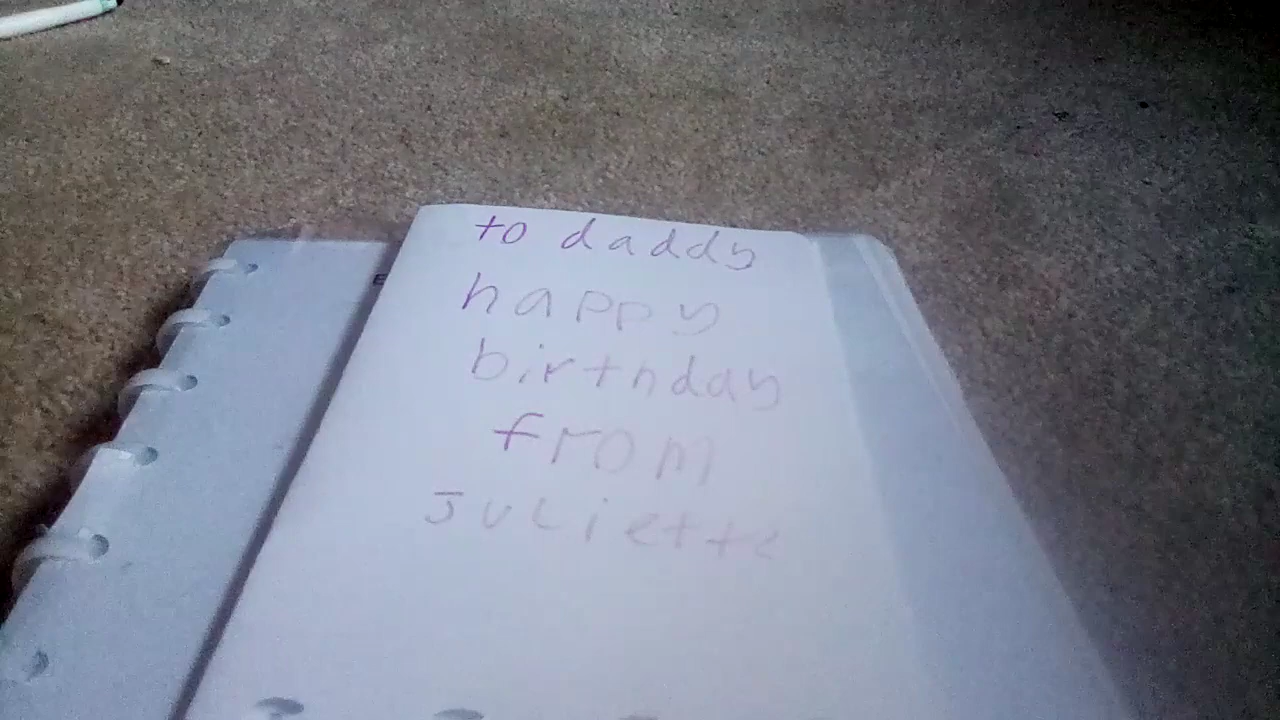 to daddy
happy
birthday
from
Juliette